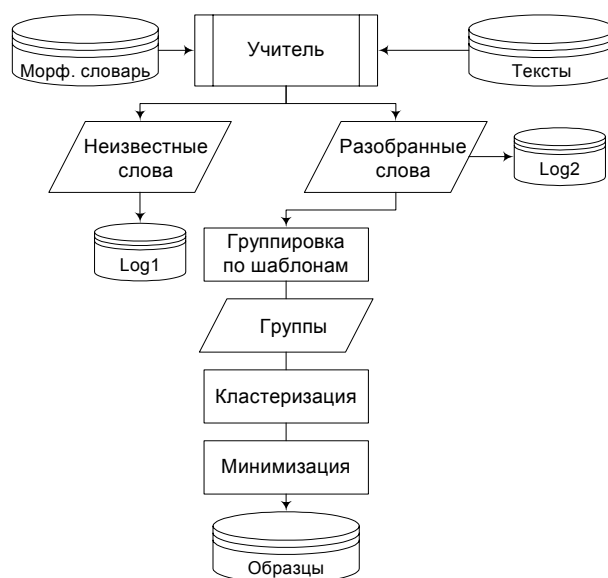 Учитель
Морф. словарь
Тексты
Неизвестные
слова
Разобранные
слова
Log2
Log1
Группировка
по шаблонам
Группы
Кластеризация
Минимизация
Образцы